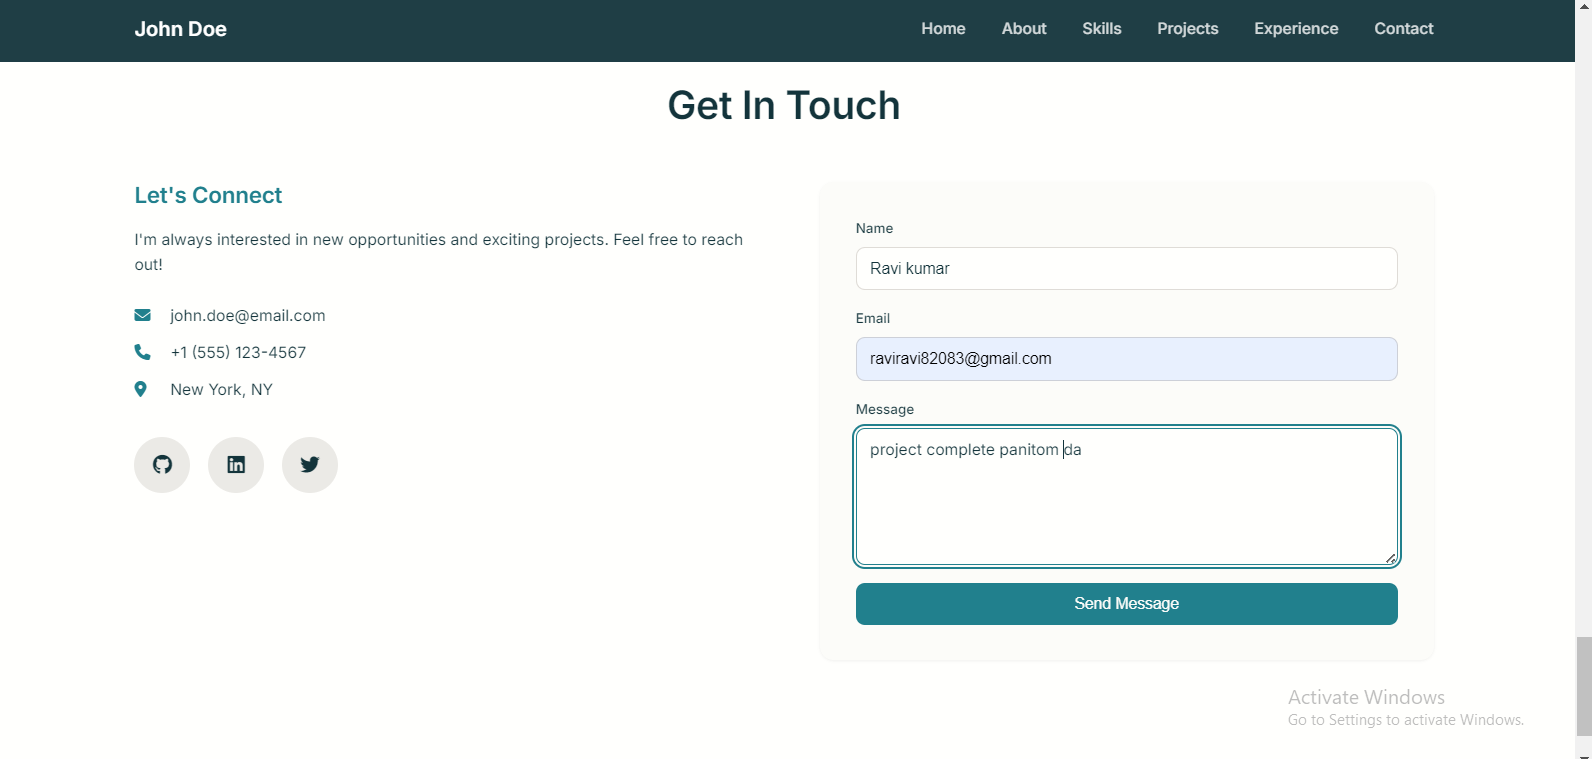 John Doe
Home About Skills Projects Experience Contact
Get In Touch
Let's Connect
I'm always interested in new opportunities and exciting projects. Feel free to reach
out!
john.doe@email.com
+1 (555) 123-4567
New York, NY
Name
Ravi kumar
Email
raviravi82083@gmail.com
Message
project complete panitom da
Send Message
Activate Windows
Go to Settings to activate Windows.